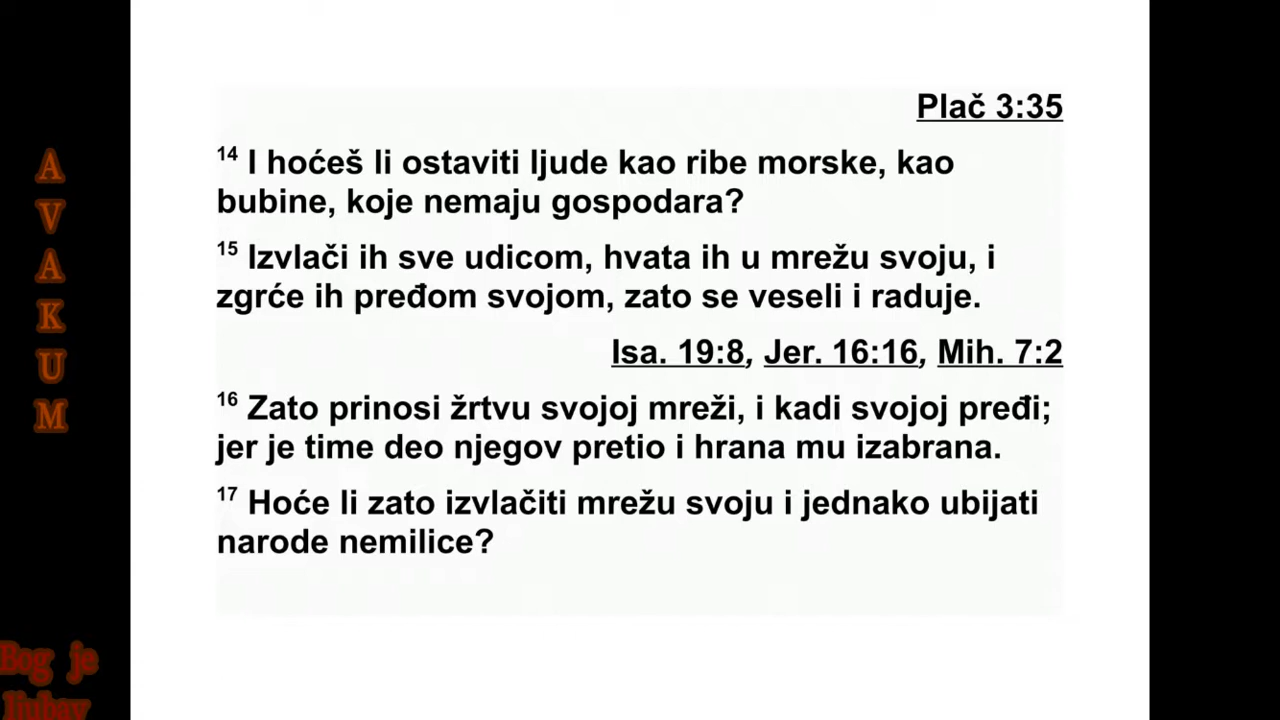 AVAKUM
Plač 3:35
14 I hoćeš li ostaviti ljude kao ribe morske, kao
bubine, koje nemaju gospodara?
15 Izvlači ih sve udicom, hvata ih u mrežu svoju, i
zgrće ih pređom svojom, zato se veseli i raduje.
Isa. 19:8, Jer. 16:16, Mih. 7:2
16 Zato prinosi žrtvu svojoj mreži, i kadi svojoj pređi;
jer je time deo njegov pretio i hrana mu izabrana.
17 Hoće li zato izvlačiti mrežu svoju i jednako ubijati
narode nemilice?
Bog je
ljubav